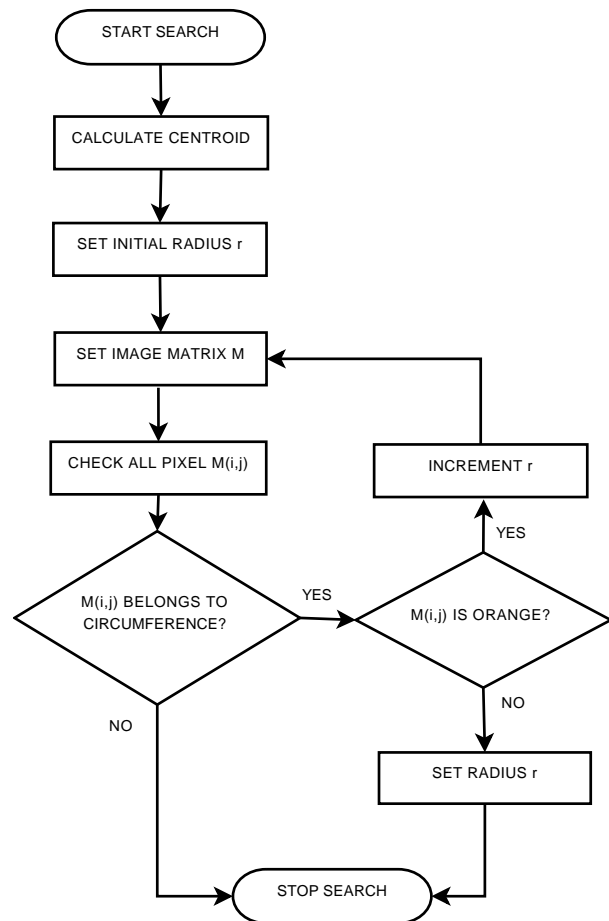 START SEARCH
CALCULATE CENTROID
SET INITIAL RADIUS r
SET IMAGE MATRIX M
CHECK ALL PIXEL M(i,j)
INCREMENT r
YES
M(i,j) BELONGS TO
CIRCUMFERENCE?
YES
M(i,j) IS ORANGE?
NO
NO
SET RADIUS r
STOP SEARCH